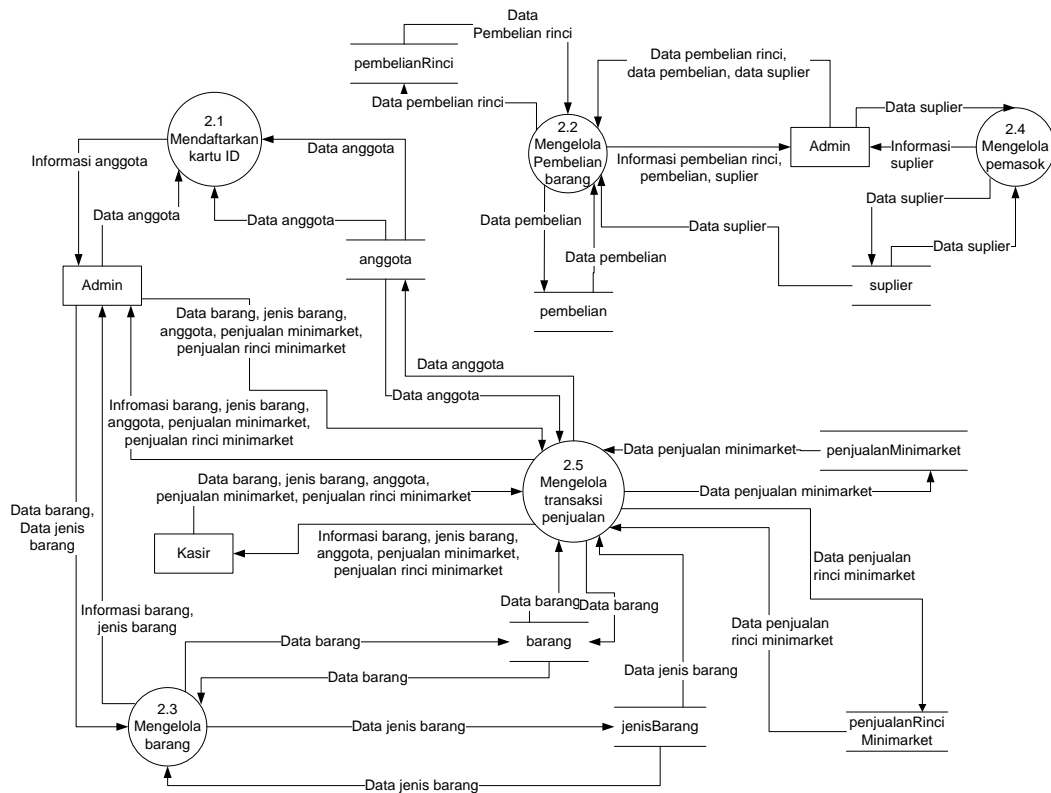 Data
Pembelian rinci
pembelianRinci
Data pembelian rinci
Data pembelian rinci,
data pembelian, data suplier
2.1
Mendaftarkan
kartu ID
Informasi anggota
Data anggota
Data anggota
Data anggota
2.2
Mengelola
Pembelian
barang
Informasi pembelian rinci,
pembelian, suplier
Admin
Data suplier
Informasi
suplier
2.4
Mengelola
pemasok
Data suplier
Data suplier
Data suplier
suplier
Data pembelian
Data pembelian
pembelian
anggota
Admin
Data barang, jenis barang,
anggota, penjualan minimarket,
penjualan rinci minimarket
Data anggota
Data anggota
Infromasi barang, jenis barang,
anggota, penjualan minimarket,
penjualan rinci minimarket
Data penjualan minimarket
penjualanMinimarket
2.5
Mengelola
transaksi
penjualan
Data penjualan minimarket
Data barang, jenis barang, anggota,
penjualan minimarket, penjualan rinci minimarket
Kasir
Informasi barang, jenis barang,
anggota, penjualan minimarket,
penjualan rinci minimarket
Data barang,
Data jenis
barang
Data penjualan
rinci minimarket
Data penjualan
rinci minimarket
Informasi barang,
jenis barang
Data barang
Data barang
Data barang
barang
Data barang
Data jenis barang
2.3
Mengelola
barang
Data jenis barang
jenisBarang
penjualanRinci
Minimarket
Data jenis barang